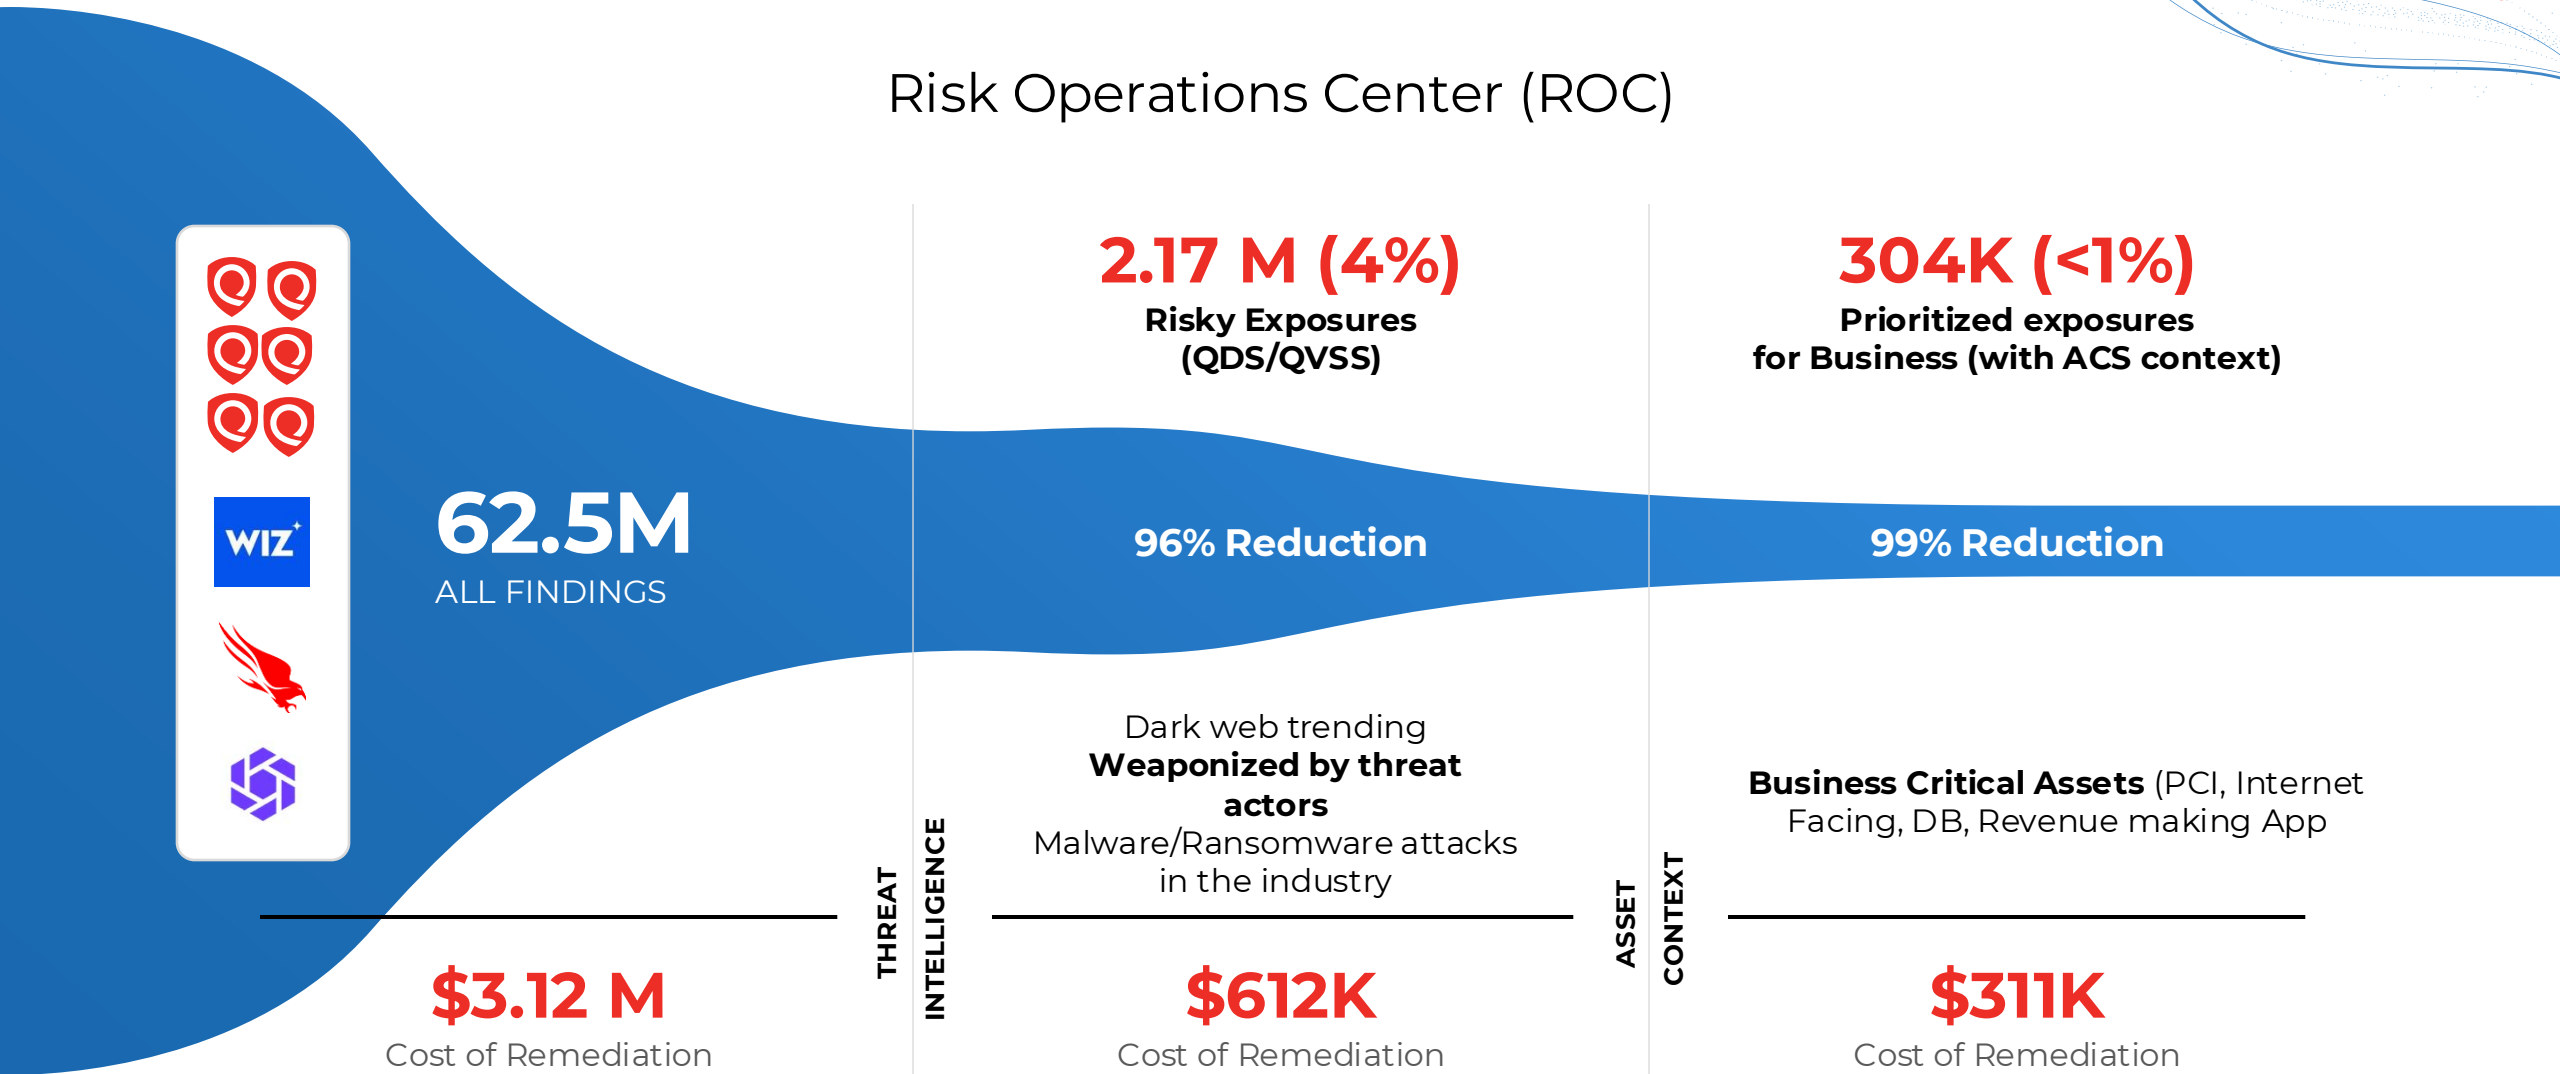 Risk Operations Center (ROC)
WIZ
62.5M
ALL FINDINGS
2.17 M (4%)
Risky Exposures
(QDS/QVSS)
96% Reduction
Dark web trending
Weaponized by threat
actors
Malware/Ransomware attacks
in the industry
304K (<1%)
Prioritized exposures
for Business (with ACS context)
99% Reduction
Business Critical Assets (PCI, Internet
Facing, DB, Revenue making App
THREAT
INTELLIGENCE
ASSET
CONTEXT
$3.12 M
Cost of Remediation
$612K
Cost of Remediation
$311K
Cost of Remediation